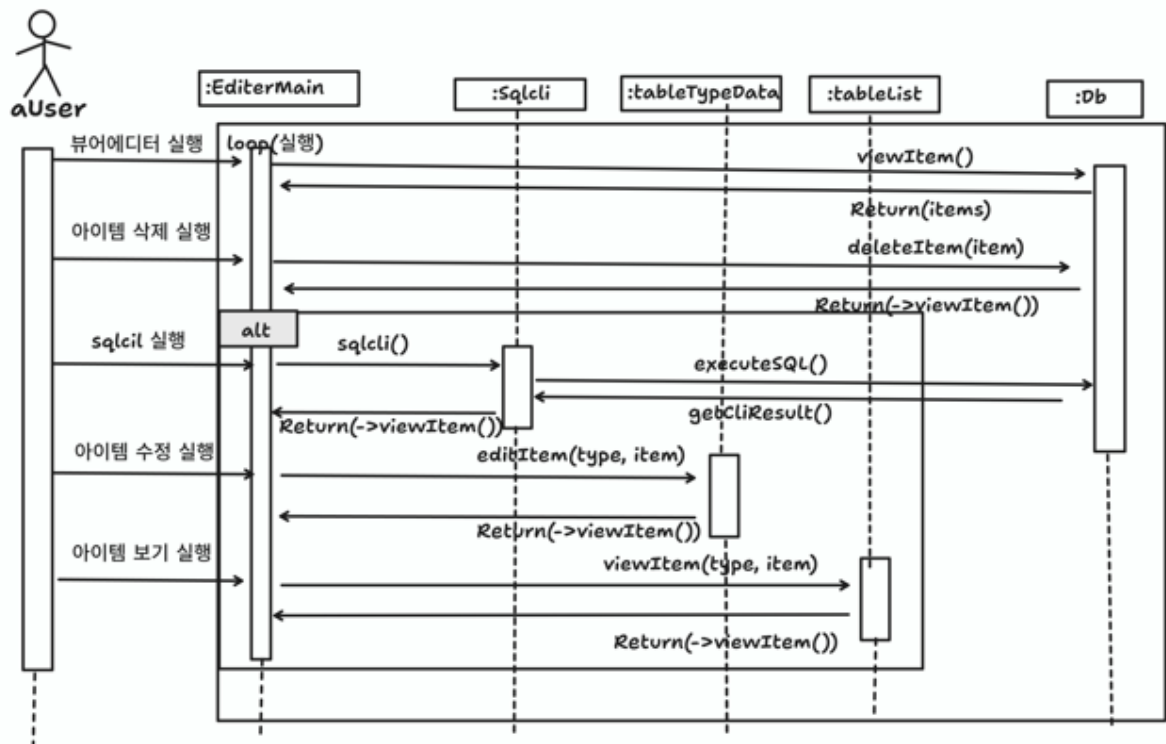 aUser
:EditerMain
:Sqlcli
:tableTypeData
:tableList
:Db
뷰어에디터 실행
loop(실행)
viewItem()
Return(items)
아이템 삭제 실행
deleteItem(item)
Return(->viewItem())
alt
sqlcil 실행
sqlcli()
executeSQL()
getCliResult()
Return(->viewItem())
아이템 수정 실행
editItem(type, item)
Return(->viewItem())
아이템 보기 실행
viewItem(type, item)
Return(->viewItem())